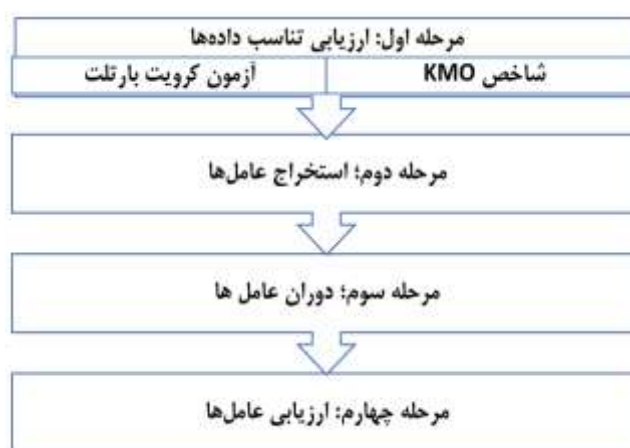 مرحله اول: ارزیابی تناسب داده‌ها
شاخص KMO
آزمون کرویت بارتلت
مرحله دوم؛ استخراج عامل‌ها
مرحله سوم؛ دوران عامل ها
مرحله چهارم: ارزیابی عامل‌ها